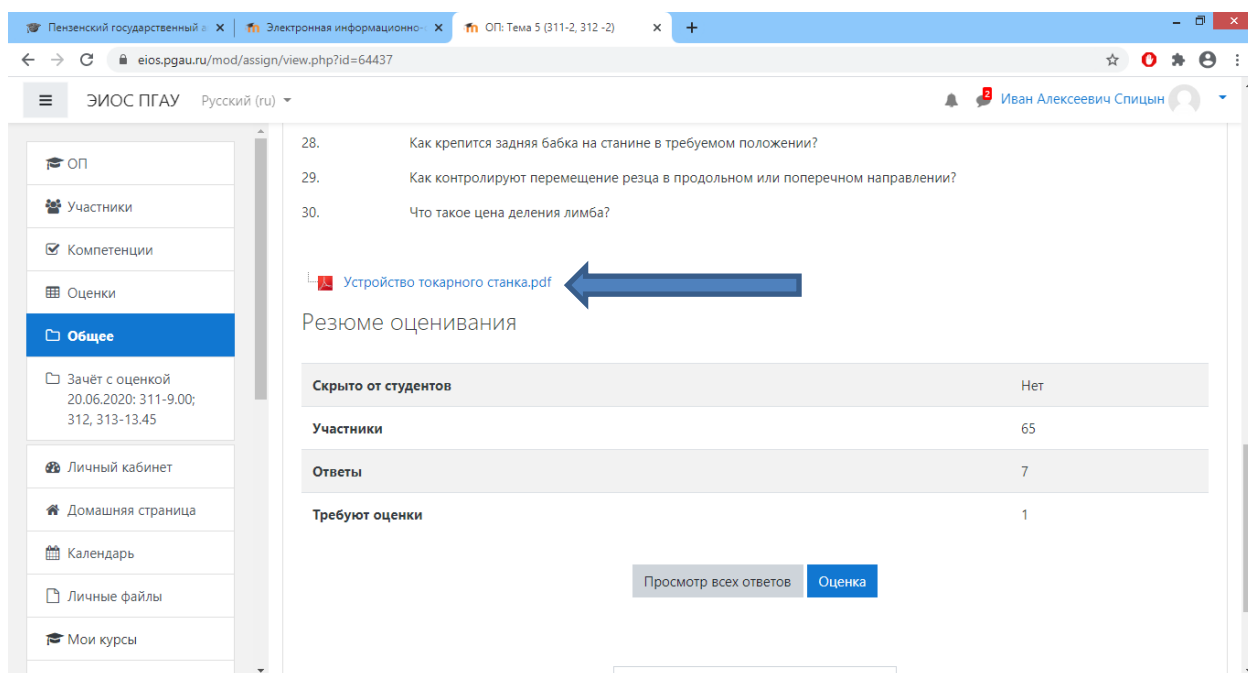 Пензенский государственный а
Электронная информационно-о
ОП: Тема 5 (311-2, 312 -2)
eios.pgau.ru/mod/assign/view.php?id=64437
ЭИОС ПГАУ Русский (ru)
2 Иван Алексеевич Спицын
ОП
Участники
Компетенции
Оценки
Общее
Зачёт с оценкой
20.06.2020: 311-9.00;
312, 313-13.45
Личный кабинет
Домашняя страница
Календарь
Личные файлы
Мои курсы
28. Как крепится задняя бабка на станине в требуемом положении?
29. Как контролируют перемещение резца в продольном или поперечном направлении?
30. Что такое цена деления лимба?
Устройство токарного станка.pdf
Резюме оценивания
Скрыто от студентов Нет
Участники 65
Ответы 7
Требуют оценки 1
Просмотр всех ответов Оценка